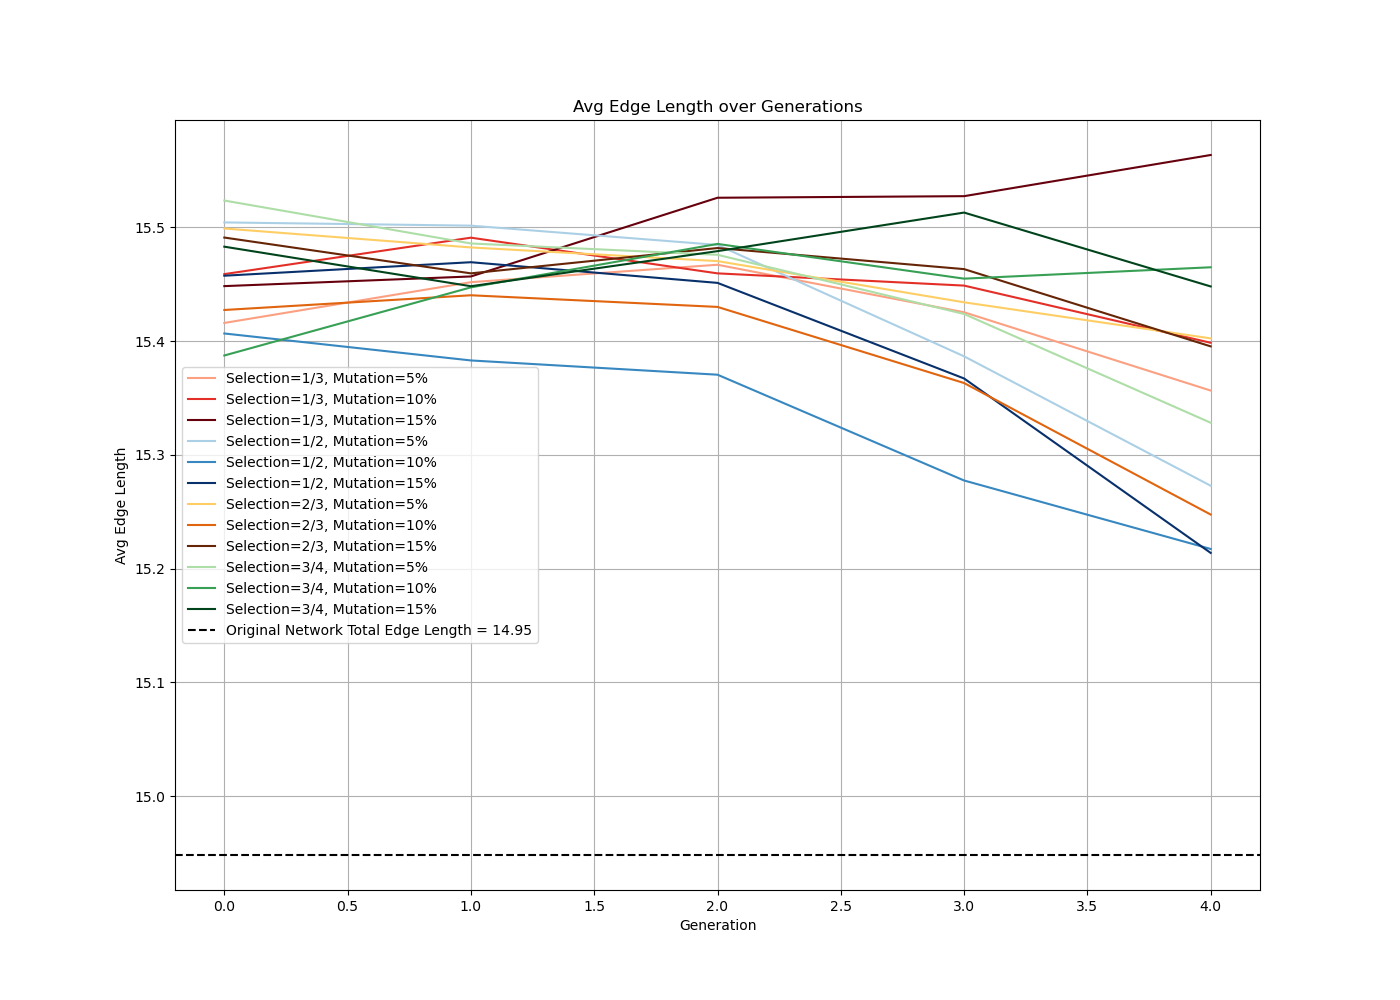 Avg Edge Length over Generations
15.5
15.4
15.3
15.2
15.1
15.0
Avg Edge Length
Selection=1/3, Mutation=5%
Selection=1/3, Mutation=10%
Selection=1/3, Mutation=15%
Selection=1/2, Mutation=5%
Selection=1/2, Mutation=10%
Selection=1/2, Mutation=15%
Selection=2/3, Mutation=5%
Selection=2/3, Mutation=10%
Selection=2/3, Mutation=15%
Selection=3/4, Mutation=5%
Selection=3/4, Mutation=10%
Selection=3/4, Mutation=15%
Original Network Total Edge Length = 14.95
0.0 0.5 1.0 1.5 2.0 2.5 3.0 3.5 4.0
Generation